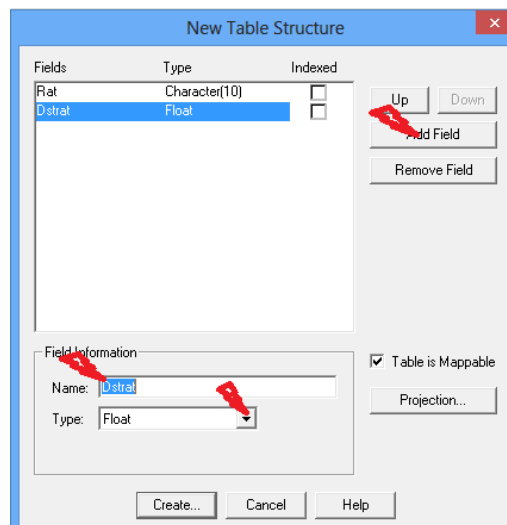 New Table Structure
Fields Type Indexed
Rat Character(10)
Dstrat Float
Up Down
Add Field
Remove Field
Field Information
Name: Dstrat
Type: Float
Table is Mappable
Projection...
Create... Cancel Help